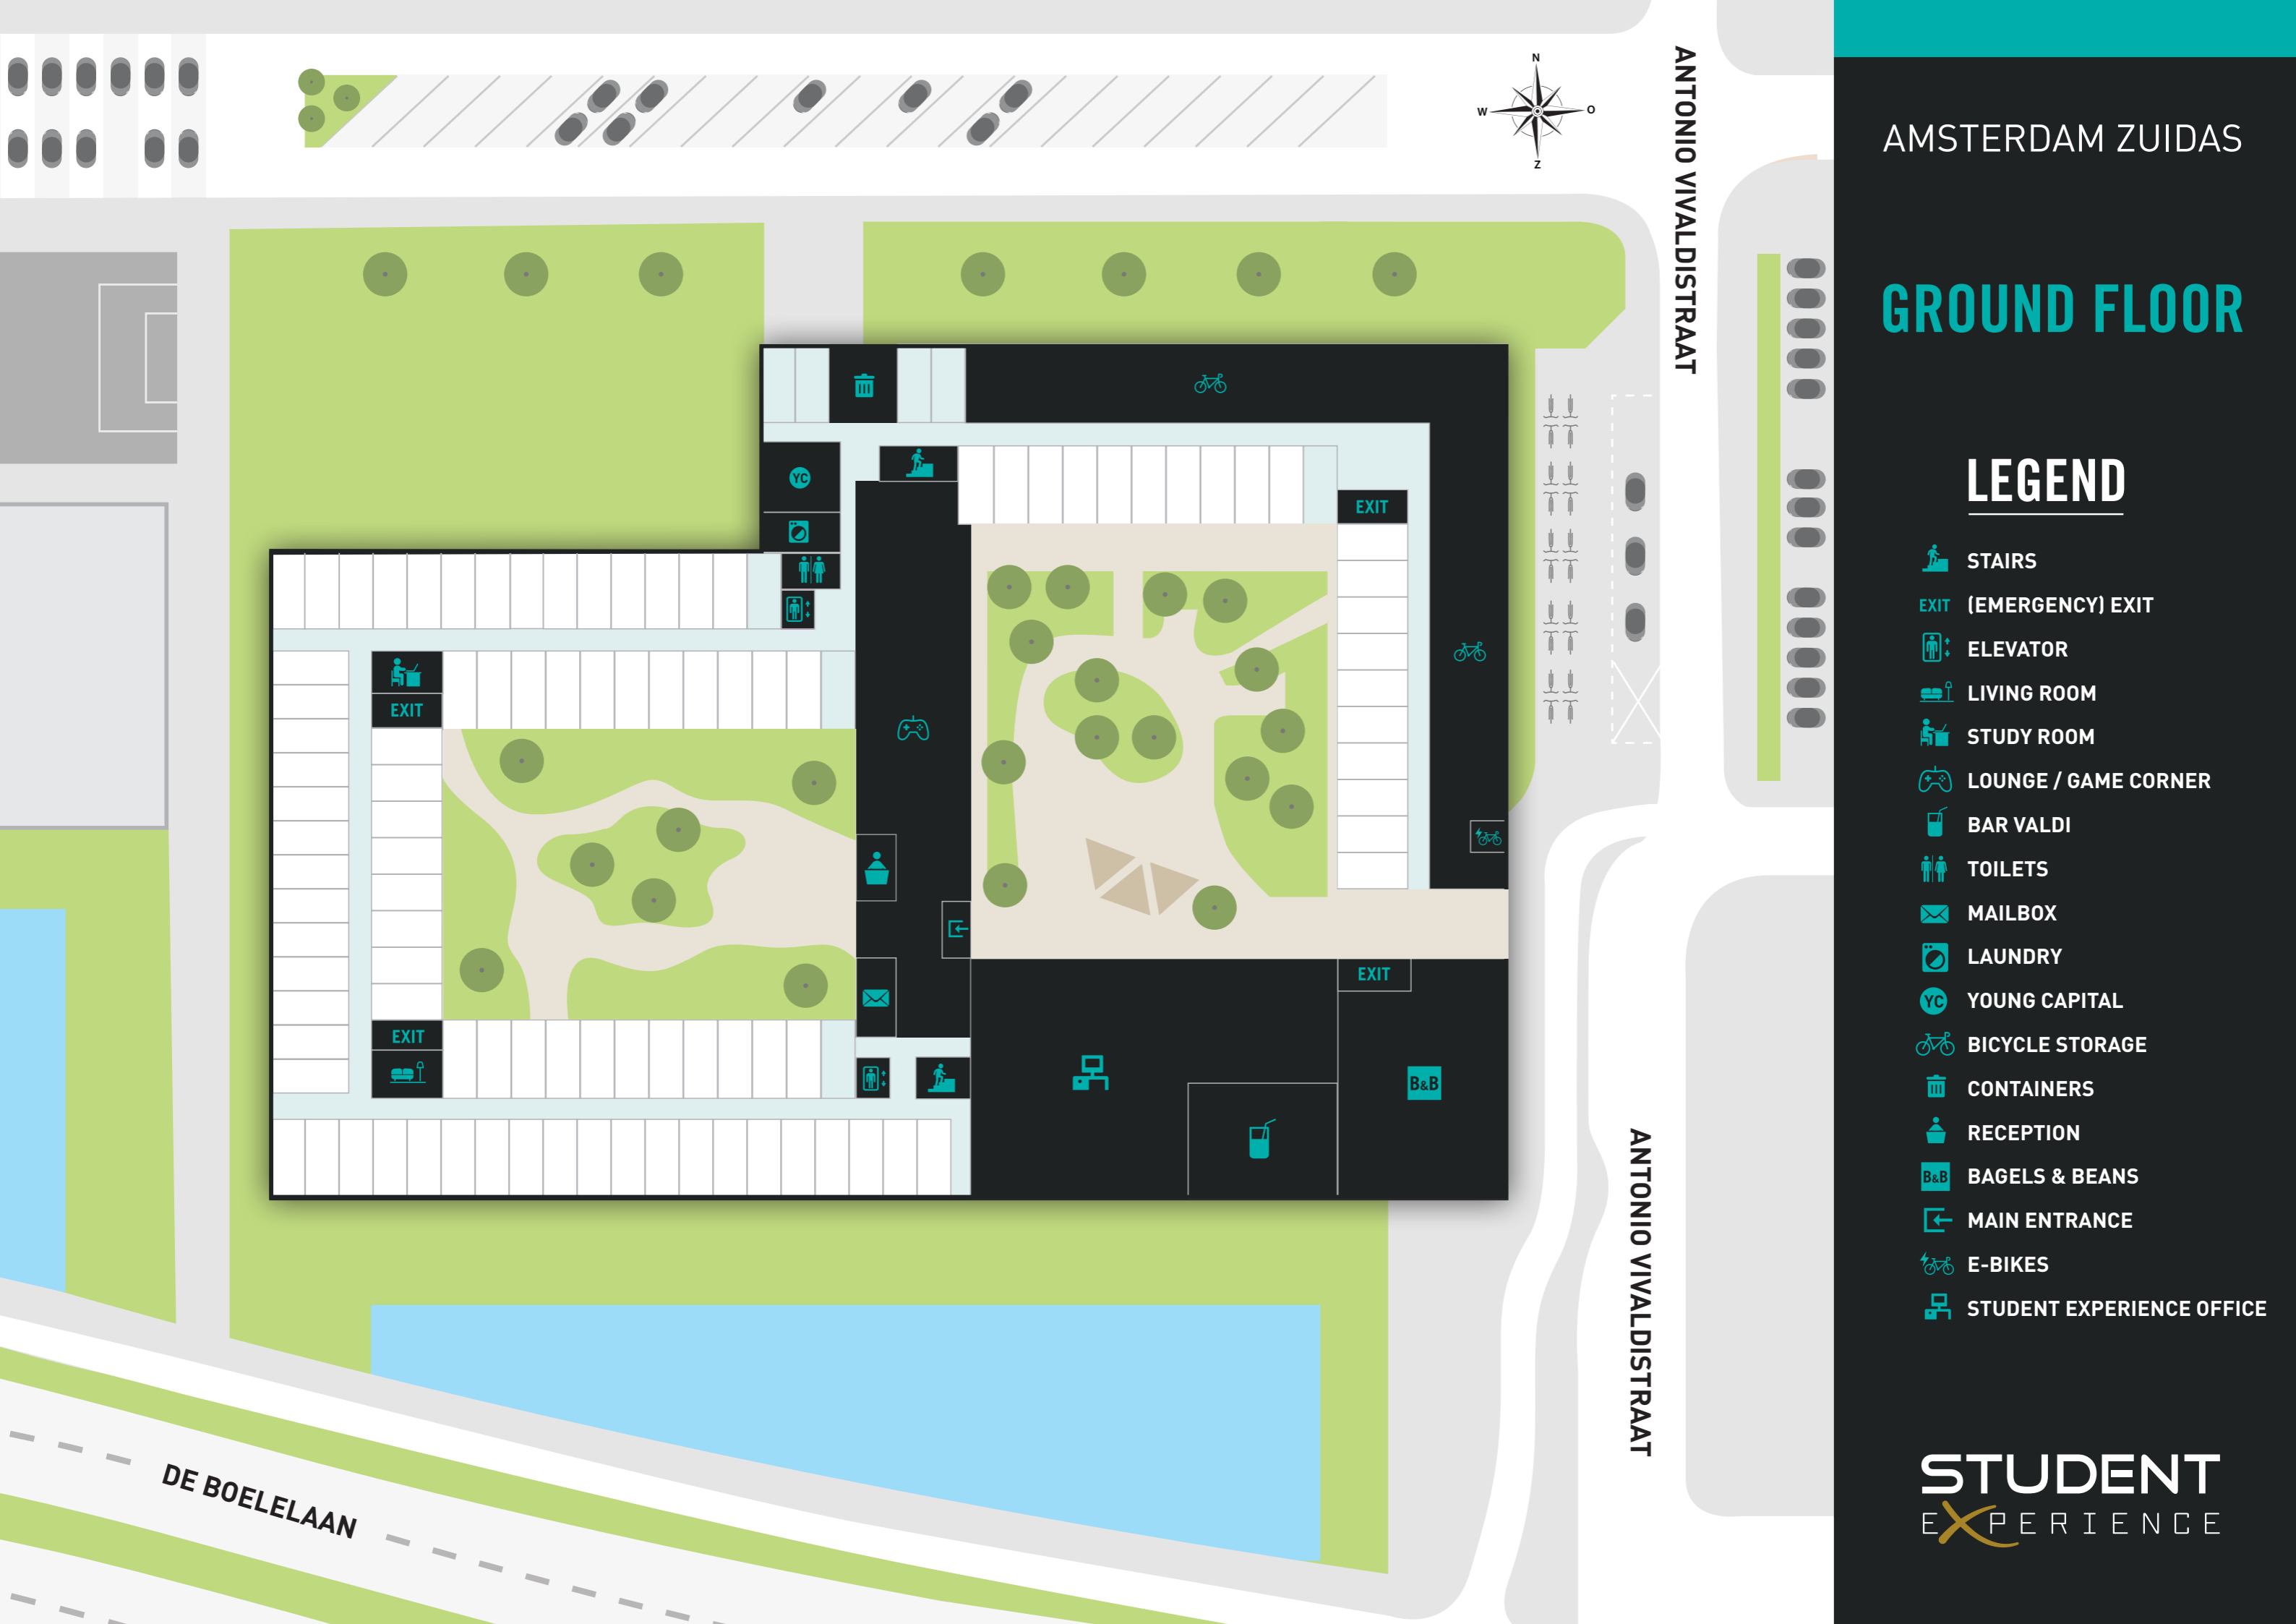 N
W
O
Z
ANTONIO VIVALDISTRAAT
YC
EXIT
EXIT
EXIT
EXIT
B&B
ANTONIO VIVALDISTRAAT
DE BOELELAAN
AMSTERDAM ZUIDAS
GROUND FLOOR
LEGEND
STAIRS
EXIT (EMERGENCY) EXIT
ELEVATOR
LIVING ROOM
STUDY ROOM
LOUNGE / GAME CORNER
BAR VALDI
TOILETS
MAILBOX
LAUNDRY
YC YOUNG CAPITAL
BICYCLE STORAGE
CONTAINERS
RECEPTION
B&B BAGELS & BEANS
MAIN ENTRANCE
E-BIKES
STUDENT EXPERIENCE OFFICE
STUDENT
EXPERIENCE